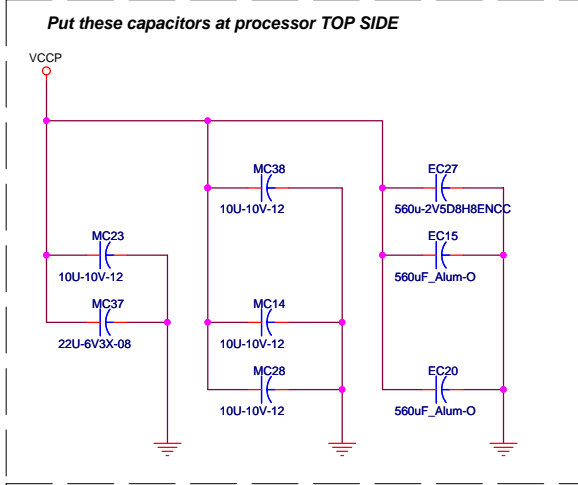 Put these capacitors at processor TOP SIDE
VCCP
MC38
10U-10V-12
EC27
560u-2V5D8H8ENCC
MC23
10U-10V-12
EC15
560uF_Alum-O
MC37
22U-6V3X-08
MC14
10U-10V-12
MC28
10U-10V-12
EC20
560uF_Alum-O